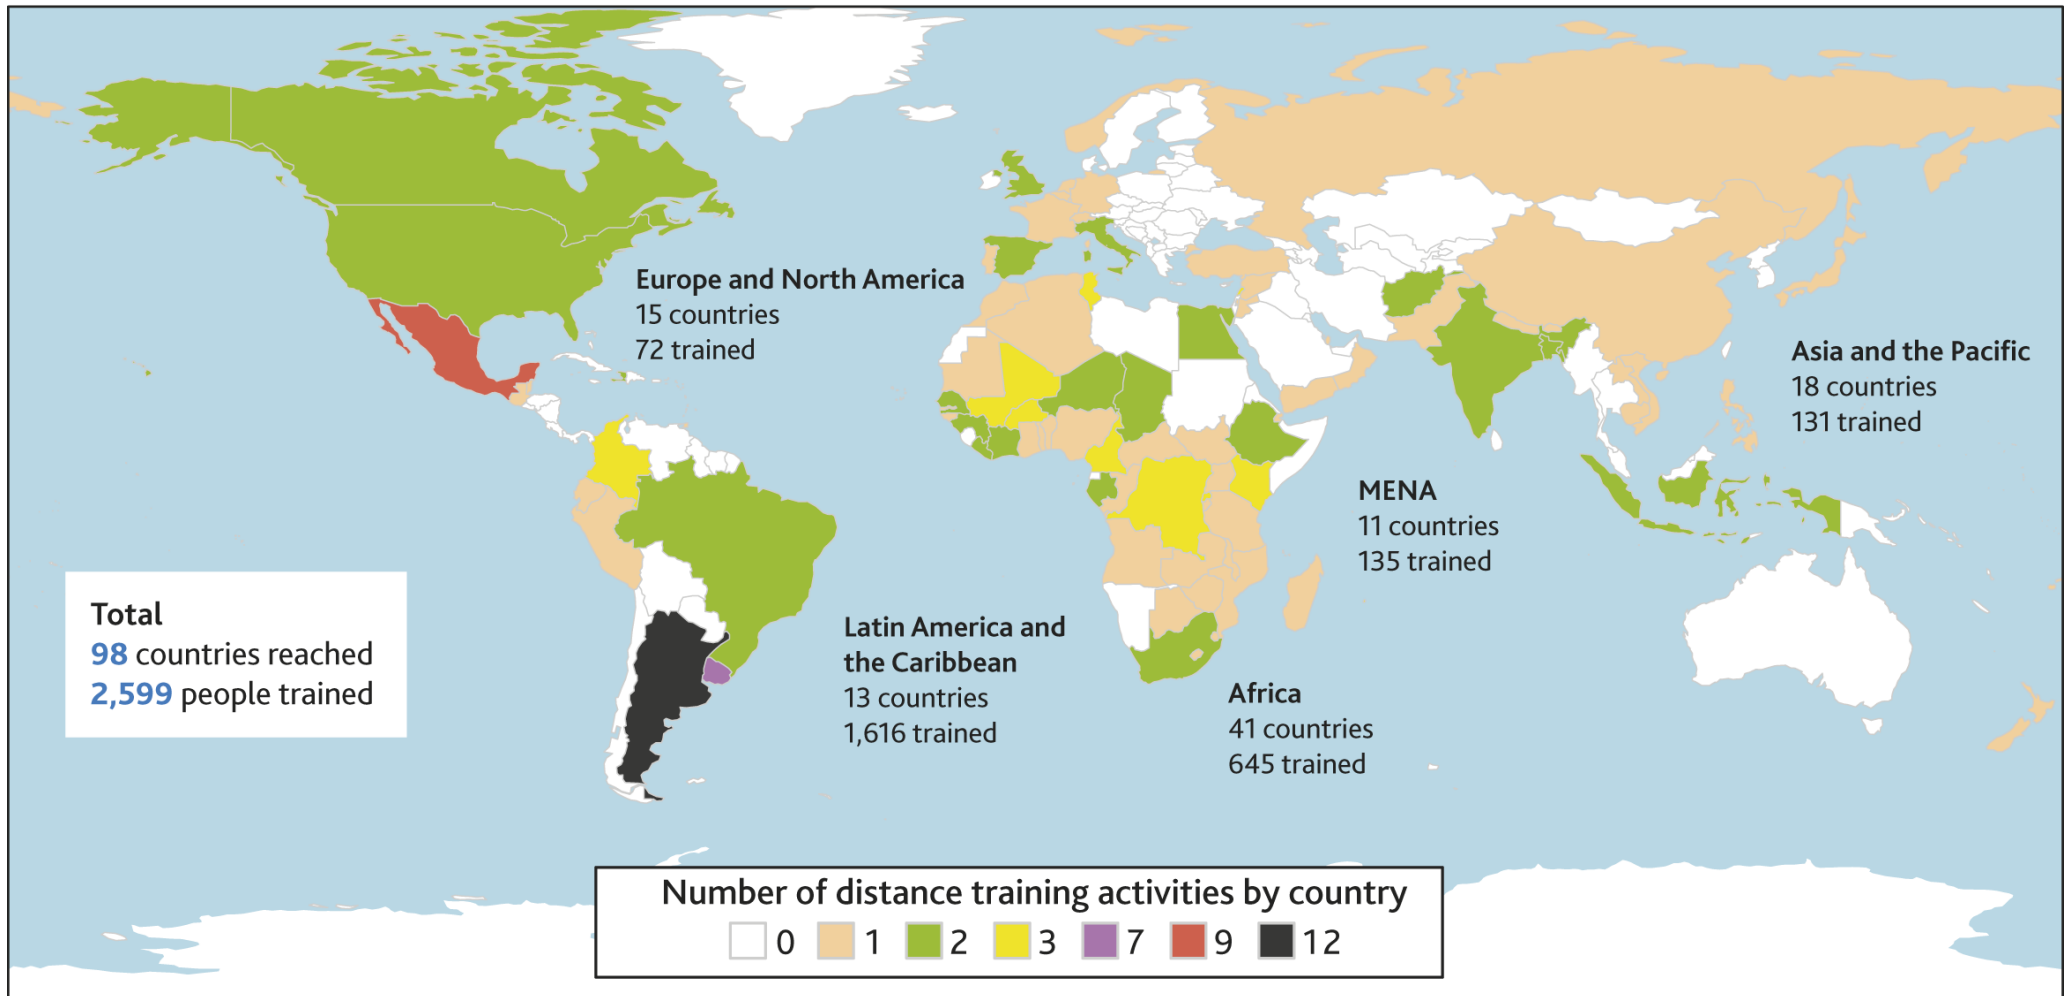 Europe and North America
15 countries
72 trained
Asia and the Pacific
18 countries
131 trained
MENA
11 countries
135 trained
Total
98 countries reached
2,599 people trained
Latin America and
the Caribbean
13 countries
1,616 trained
Africa
41 countries
645 trained
Number of distance training activities by country
0 1 2 3 7 9 12